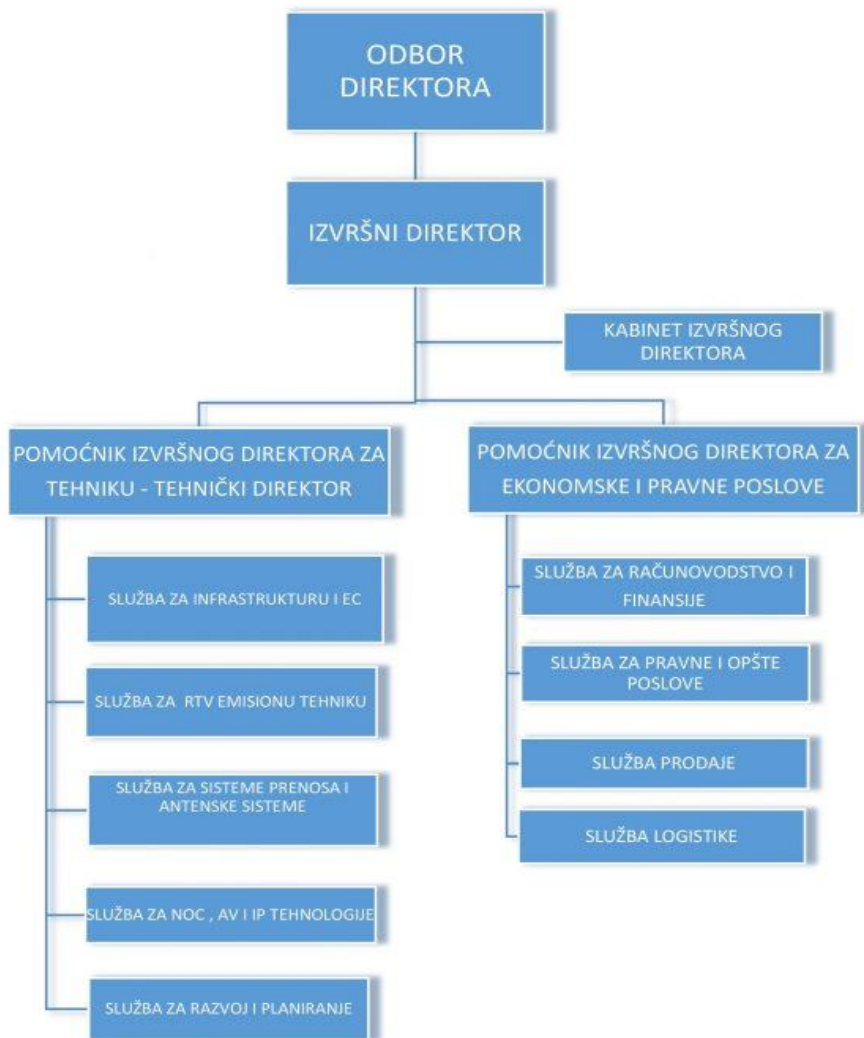 ODBOR
DIREKTORA
IZVRŠNI DIREKTOR
KABINET IZVRŠNOG
DIREKTORA
POMOĆNIK IZVRŠNOG DIREKTORA ZA
TEHNIKU - TEHNIČKI DIREKTOR
SLUŽBA ZA INFRASTRUKTURU I EC
SLUŽBA ZA RTV EMISIONU TEHNIKU
SLUŽBA ZA SISTEME PRENOSA I
ANTENSKE SISTEME
SLUŽBA ZA NOC , AV I IP TEHNOLOGIJE
SLUŽBA ZA RAZVOJ I PLANIRANJE
POMOĆNIK IZVRŠNOG DIREKTORA ZA
EKONOMSKE I PRAVNE POSLOVE
SLUŽBA ZA RAČUNOVODSTVO I
FINANSIJE
SLUŽBA ZA PRAVNE I OPŠTE
POSLOVE
SLUŽBA PRODAJE
SLUŽBA LOGISTIKE